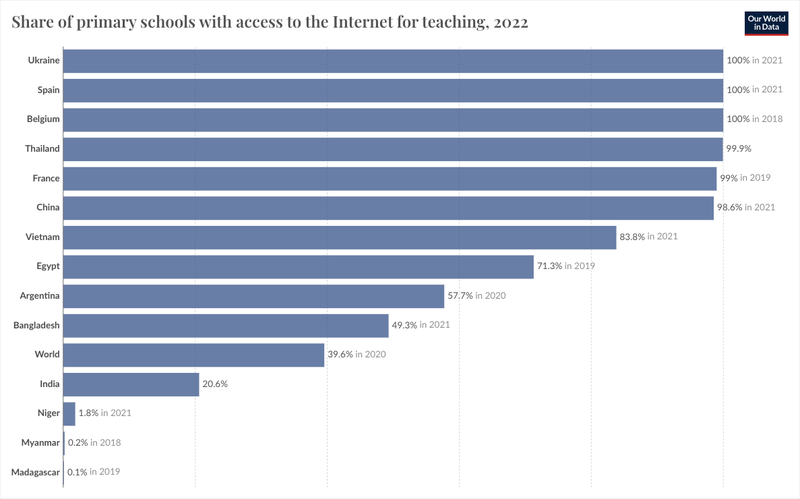 Share of primary schools with access to the Internet for teaching, 2022
Our World
in Data
Ukraine 100% in 2021
Spain 100% in 2021
Belgium 100% in 2018
Thailand 99.9%
France 99% in 2019
China 98.6% in 2021
Vietnam 83.8% in 2021
Egypt 71.3% in 2019
Argentina 57.7% in 2020
Bangladesh 49.3% in 2021
World 39.6% in 2020
India 20.6%
Niger 1.8% in 2021
Myanmar 0.2% in 2018
Madagascar 0.1% in 2019